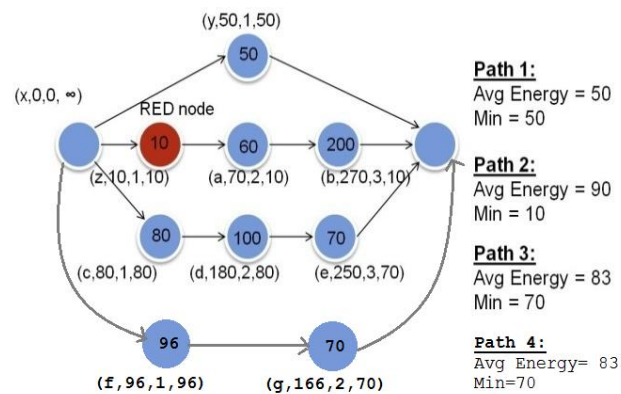 (y,50,1,50)
50
(x,0,0, ∞)
RED node
10
60
200
(z,10,1,10)
(a,70,2,10)
(b,270,3,10)
80
100
70
(c,80,1,80)
(d,180,2,80)
(e,250,3,70)
96
70
(f,96,1,96)
(g,166,2,70)
Path 1:
Avg Energy = 50
Min = 50
Path 2:
Avg Energy = 90
Min = 10
Path 3:
Avg Energy = 83
Min = 70
Path 4:
Avg Energy= 83
Min=70